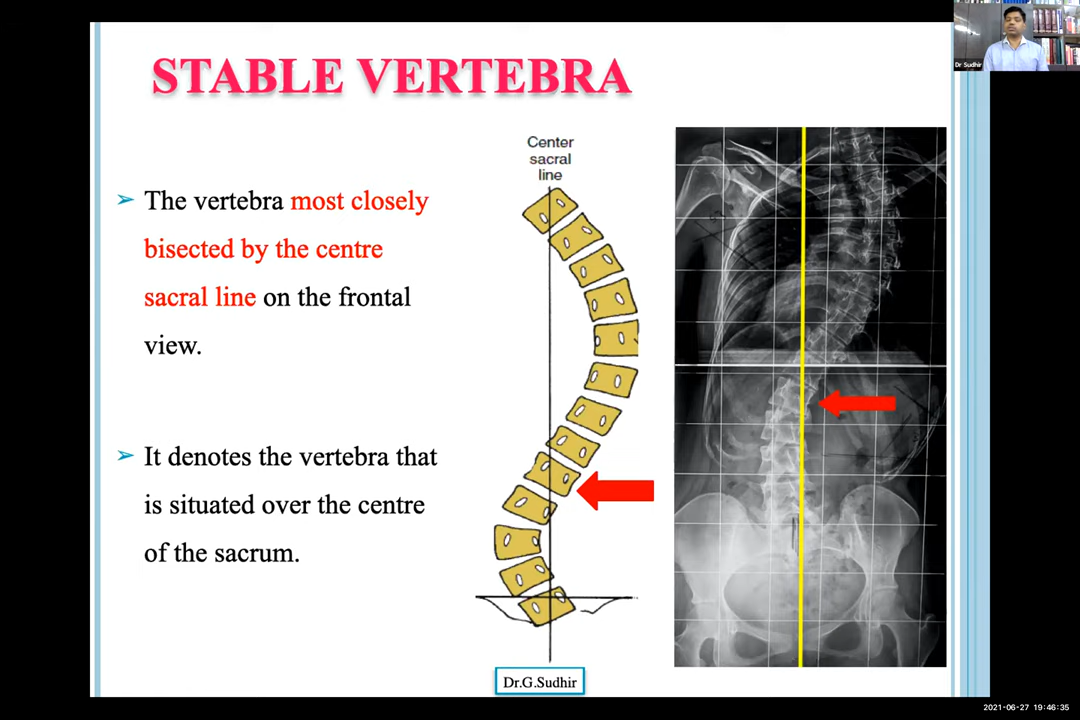 STABLE VERTEBRA
Dr Sudhir
➢ The vertebra most closely
bisected by the centre
sacral line on the frontal
view.
➢ It denotes the vertebra that
is situated over the centre
of the sacrum.
Center
sacral
line
Dr.G.Sudhir
2021-06-27 19:46:35